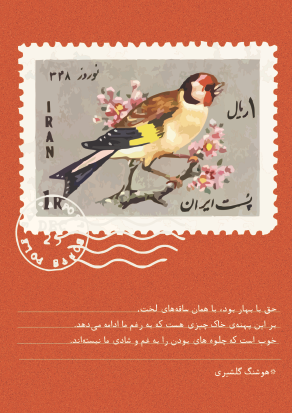 نوروز ۱۳۴۸
۱ ریال
IRAN
1R
پست ایران
حق با بهار بوده، با همان ساقه‌های لخت.
بر این پهنه‌ی خاک چیزی هست که به رغم ما ادامه می‌دهد.
خوب است که جلوه های بودن را به غم و شادی ما نبسته‌اند.
هوشنگ گلشیری